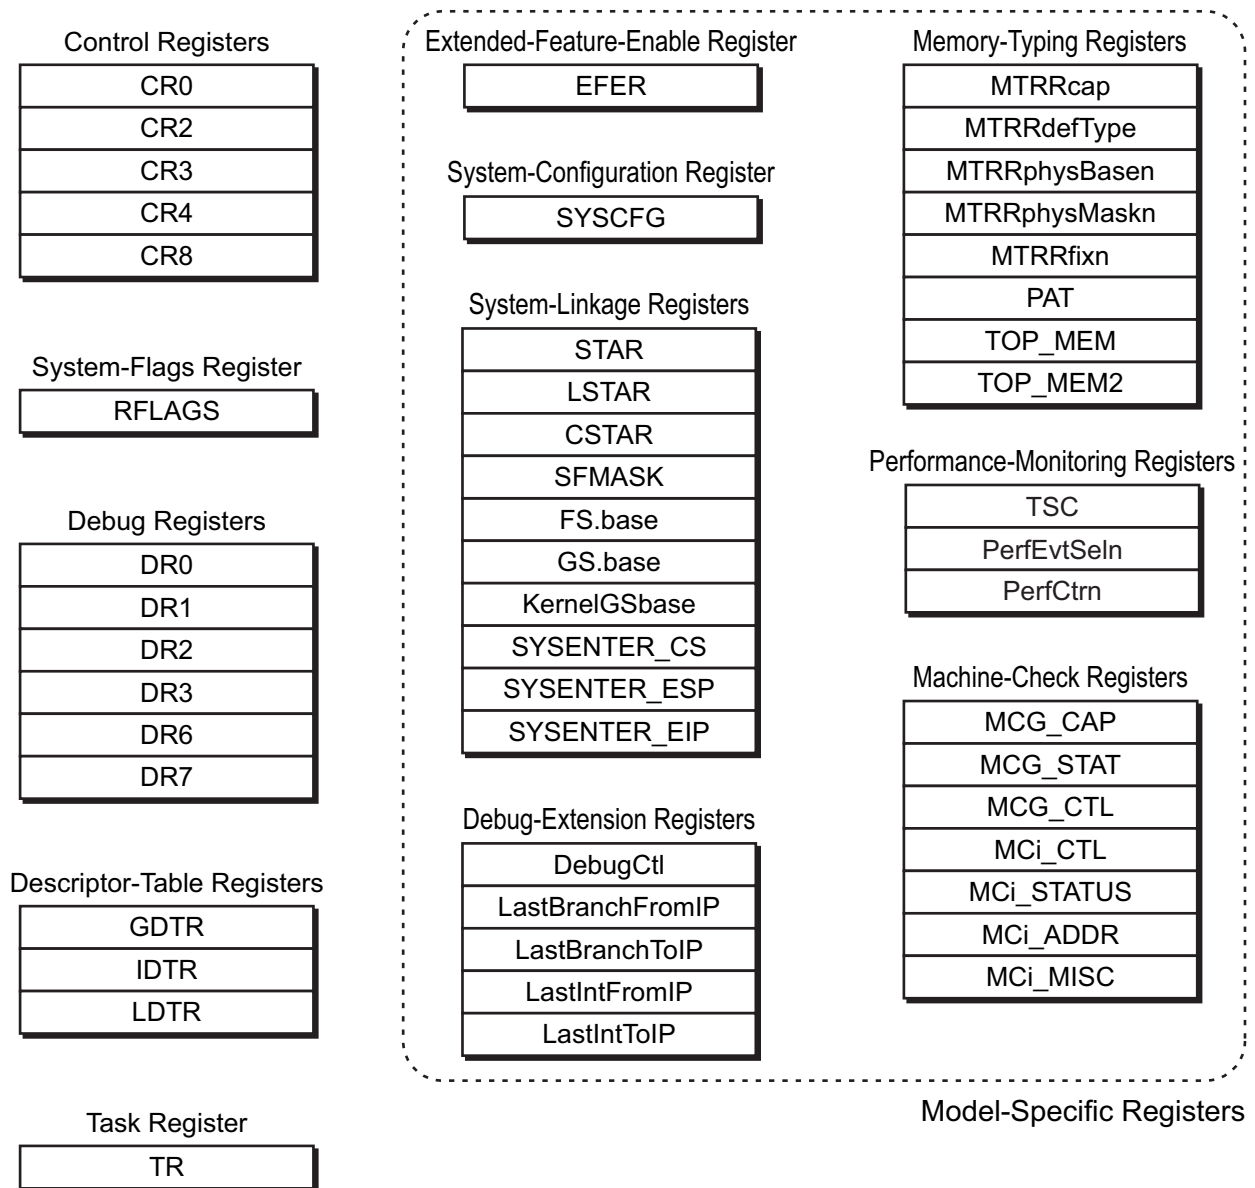 Control Registers
CR0
CR2
CR3
CR4
CR8
System-Flags Register
RFLAGS
Debug Registers
DR0
DR1
DR2
DR3
DR6
DR7
Descriptor-Table Registers
GDTR
IDTR
LDTR
Task Register
TR
Extended-Feature-Enable Register
EFER
System-Configuration Register
SYSCFG
System-Linkage Registers
STAR
LSTAR
CSTAR
SFMASK
FS.base
GS.base
KernelGSbase
SYSENTER_CS
SYSENTER_ESP
SYSENTER_EIP
Debug-Extension Registers
DebugCtl
LastBranchFromIP
LastBranchToIP
LastIntFromIP
LastIntToIP
Memory-Typing Registers
MTRRcap
MTRRdefType
MTRRphysBasen
MTRRphysMaskn
MTRRfixn
PAT
TOP_MEM
TOP_MEM2
Performance-Monitoring Registers
TSC
PerfEvtSeln
PerfCtrn
Machine-Check Registers
MCG_CAP
MCG_STAT
MCG_CTL
MCi_CTL
MCi_STATUS
MCi_ADDR
MCi_MISC
Model-Specific Registers